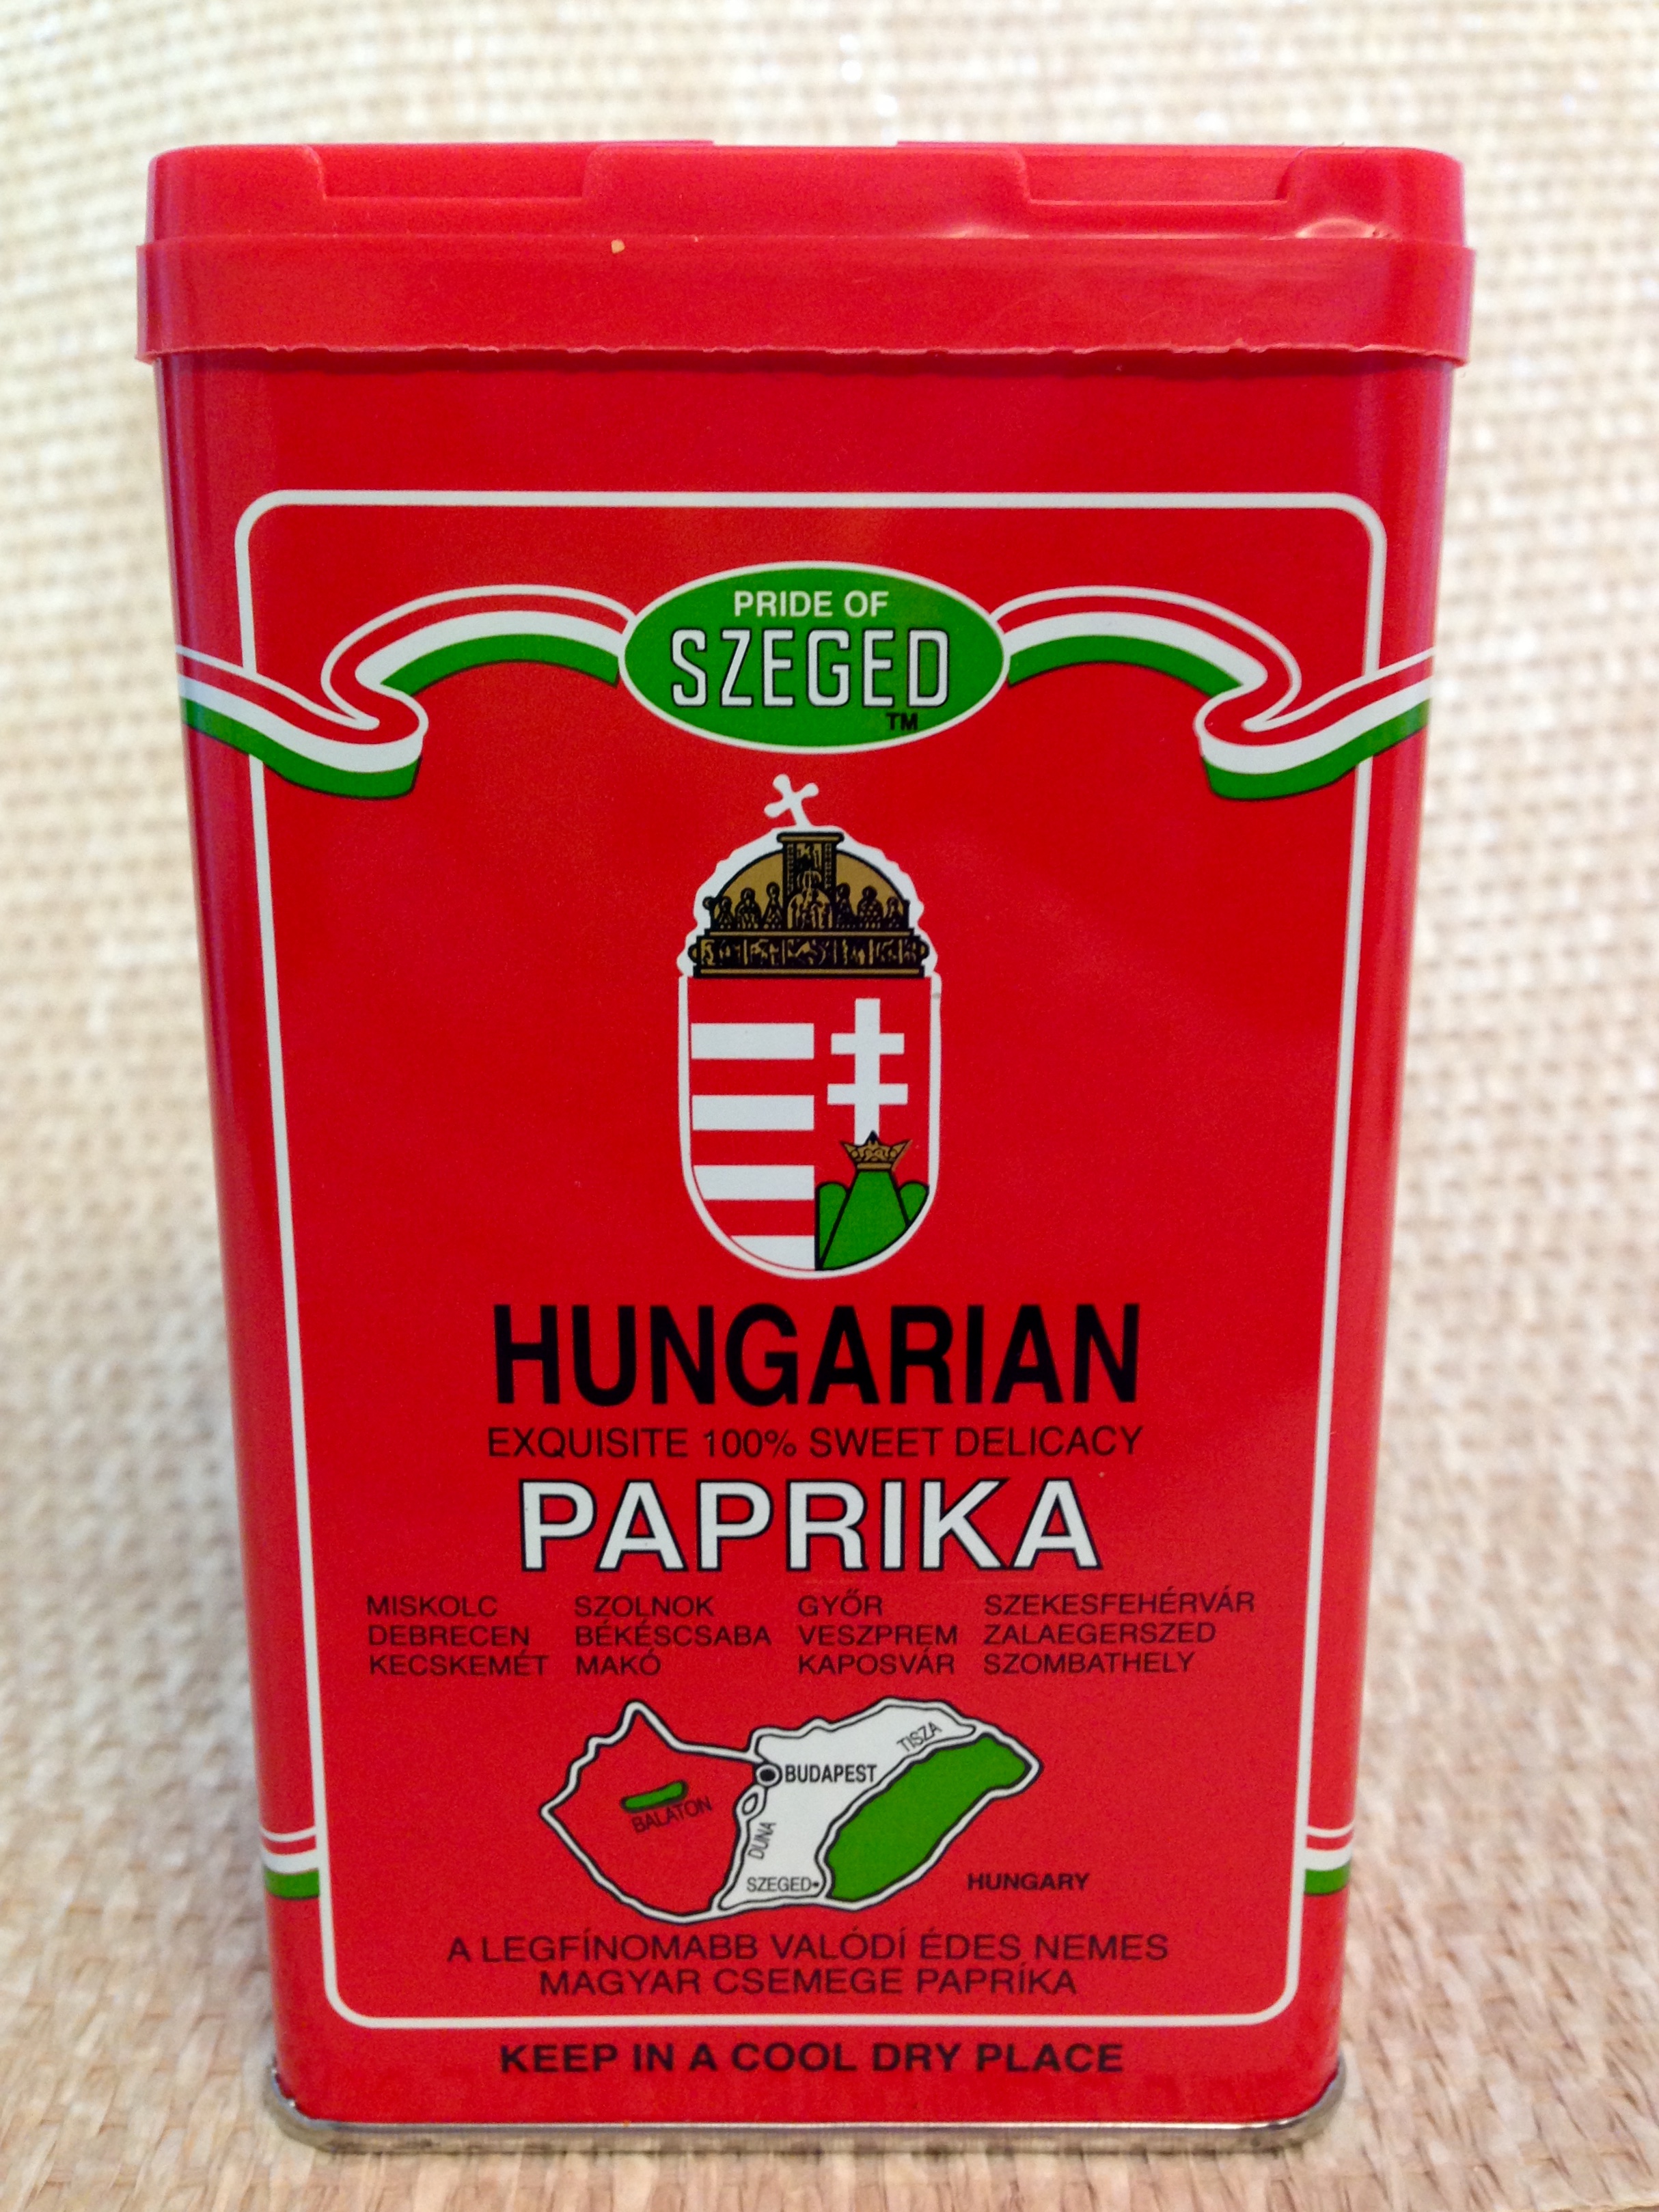 PRIDE OF
SZEGED
TM
HUNGARIAN
EXQUISITE 100% SWEET DELICACY
PAPRIKA
MISKOLC SZOLNOK GYŐR SZEKESFEHÉRVÁR
DEBRECEN BÉKÉSCSABA VESZPREM ZALAEGERSZED
KECSKEMÉT MAKÓ KAPOSVÁR SZOMBATHELY
TISZA
BUDAPEST
BALATON
DUNA
SZEGED
HUNGARY
A LEGFÍNOMABB VALÓDÍ ÉDES NEMES
MAGYAR CSEMEGE PAPRÍKA
KEEP IN A COOL DRY PLACE